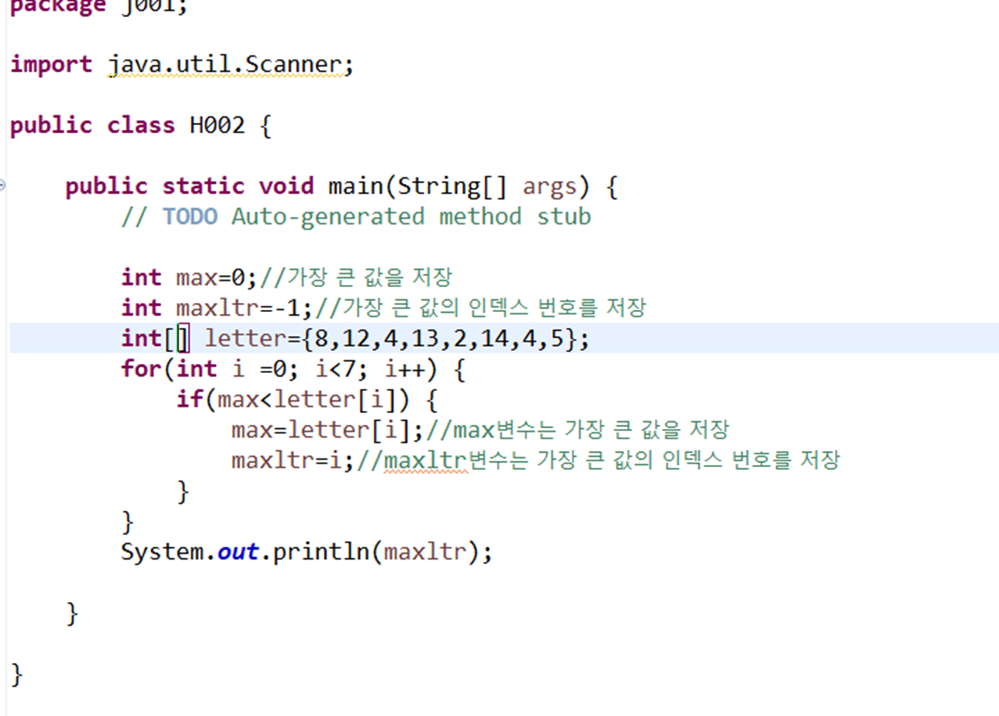 package j001;
import java.util.Scanner;
public class H002 {
public static void main(String[] args) {
// TODO Auto-generated method stub
int max=0;//가장 큰 값을 저장
int maxltr=-1;//가장 큰 값의 인덱스 번호를 저장
int[] letter={8,12,4,13,2,14,4,5};
for(int i =0; i<7; i++) {
if(max<letter[i]) {
max=letter[i];//max변수는 가장 큰 값을 저장
maxltr=i;//maxltr변수는 가장 큰 값의 인덱스 번호를 저장
}
}
System.out.println(maxltr);
}
}